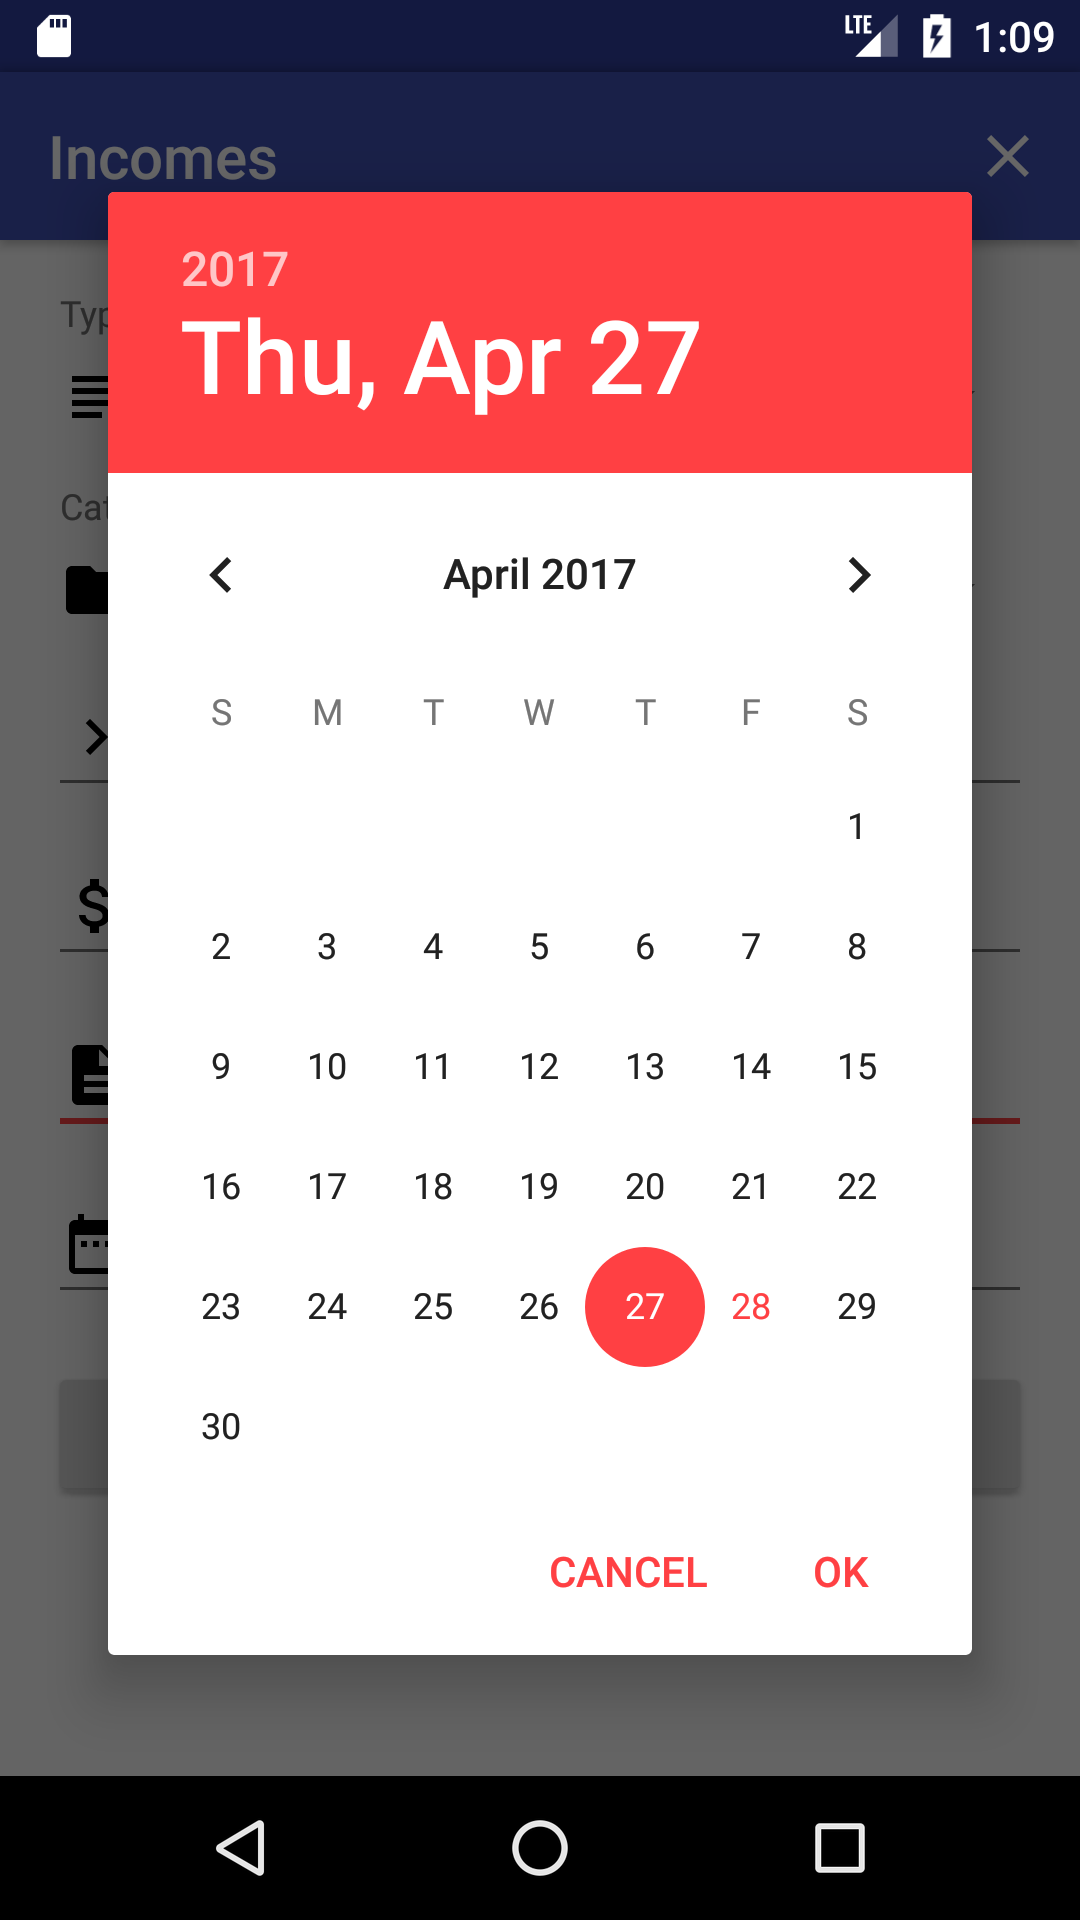 LTE 1:09
Incomes
2017
Thu, Apr 27
April 2017
S M T W T F S
1
2 3 4 5 6 7 8
9 10 11 12 13 14 15
16 17 18 19 20 21 22
23 24 25 26 27 28 29
30
CANCEL OK